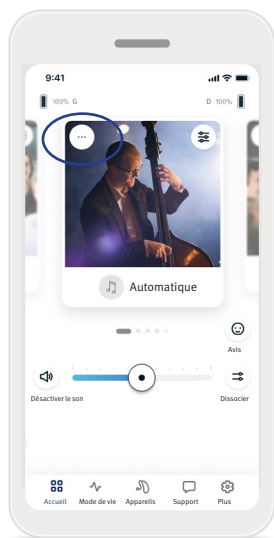 9:41
100% G
D 100%
Automatique
Avis
Désactiver le son
Dissocier
Accueil
Mode de vie
Appareils
Support
Plus